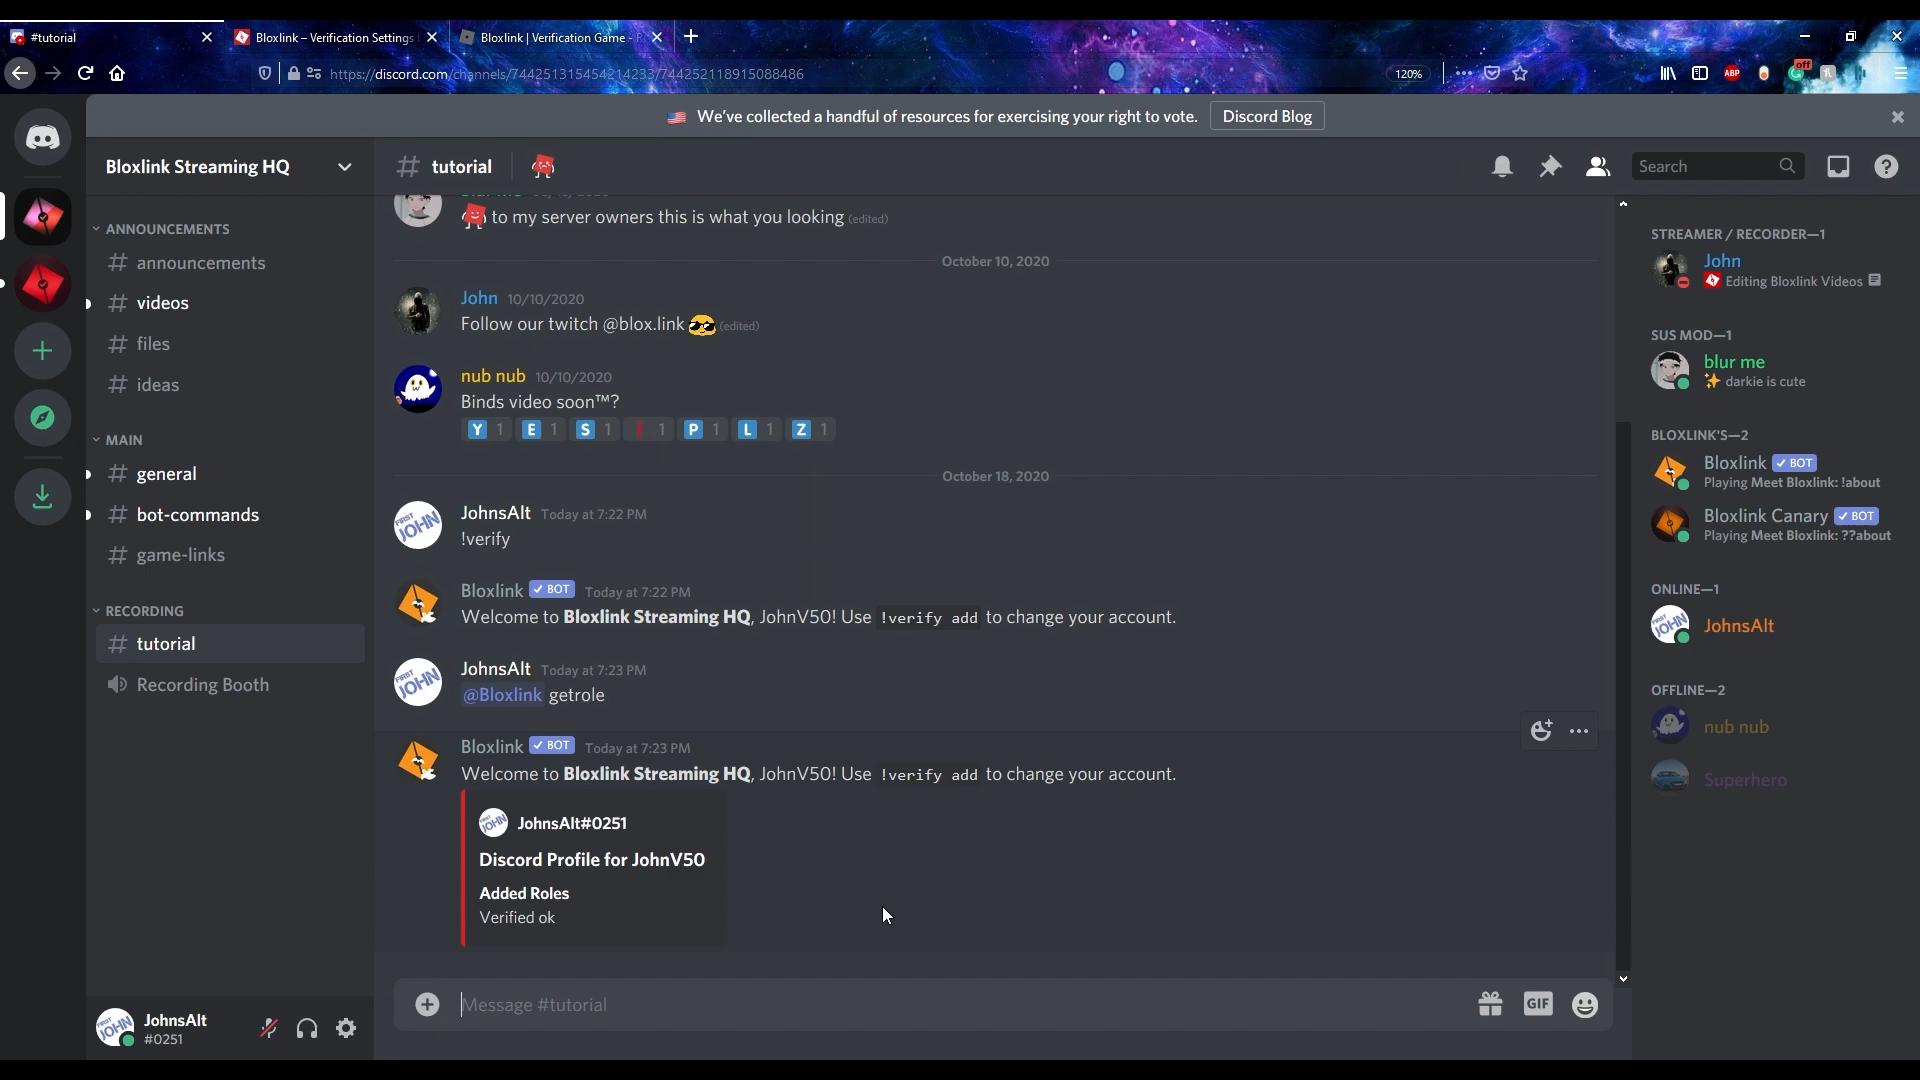 #tutorial
Bloxlink – Verification Settings
Bloxlink | Verification Game - R
https://discord.com/channels/744251315454214233/744252118915088486
120%
ABP
off
We've collected a handful of resources for exercising your right to vote.
Discord Blog
Bloxlink Streaming HQ
ANNOUNCEMENTS
announcements
videos
files
ideas
MAIN
general
bot-commands
game-links
RECORDING
tutorial
Recording Booth
JohnsAlt
#0251
tutorial
Search
to my server owners this is what you looking (edited)
October 10, 2020
John 10/10/2020
Follow our twitch @blox.link (edited)
nub nub 10/10/2020
Binds video soon™?
Y 1 E 1 S 1 ! 1 P 1 L 1 Z 1
October 18, 2020
JohnsAlt Today at 7:22 PM
!verify
Bloxlink ✓ BOT Today at 7:22 PM
Welcome to Bloxlink Streaming HQ, JohnV50! Use !verify add to change your account.
JohnsAlt Today at 7:23 PM
@Bloxlink getrole
Bloxlink ✓ BOT Today at 7:23 PM
Welcome to Bloxlink Streaming HQ, JohnV50! Use !verify add to change your account.
JohnsAlt#0251
Discord Profile for JohnV50
Added Roles
Verified ok
Message #tutorial
GIF
STREAMER / RECORDER—1
John
Editing Bloxlink Videos
SUS MOD—1
blur me
darkie is cute
BLOXLINK'S—2
Bloxlink ✓ BOT
Playing Meet Bloxlink: !about
Bloxlink Canary ✓ BOT
Playing Meet Bloxlink: ??about
ONLINE—1
JohnsAlt
OFFLINE—2
nub nub
Superhero